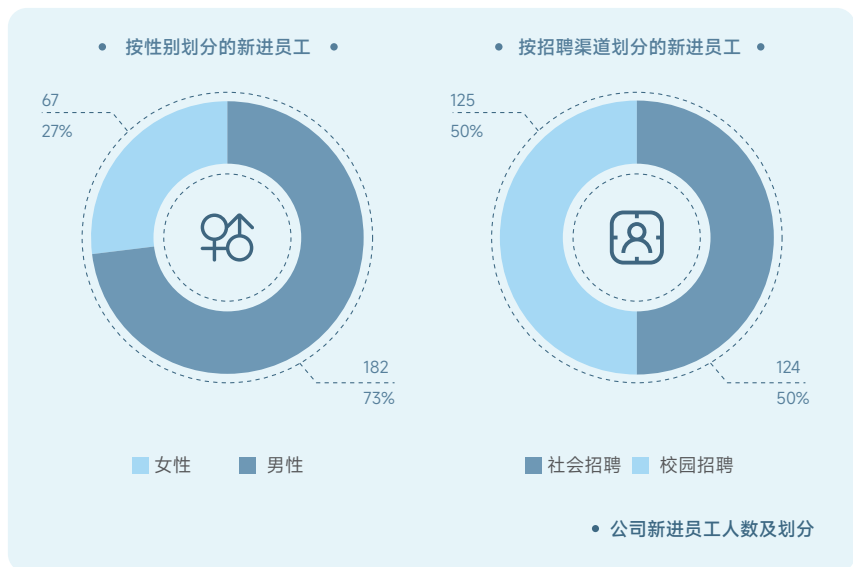 按性别划分的新进员工
67
27%
182
73%
女性
男性
按招聘渠道划分的新进员工
125
50%
124
50%
社会招聘
校园招聘
公司新进员工人数及划分